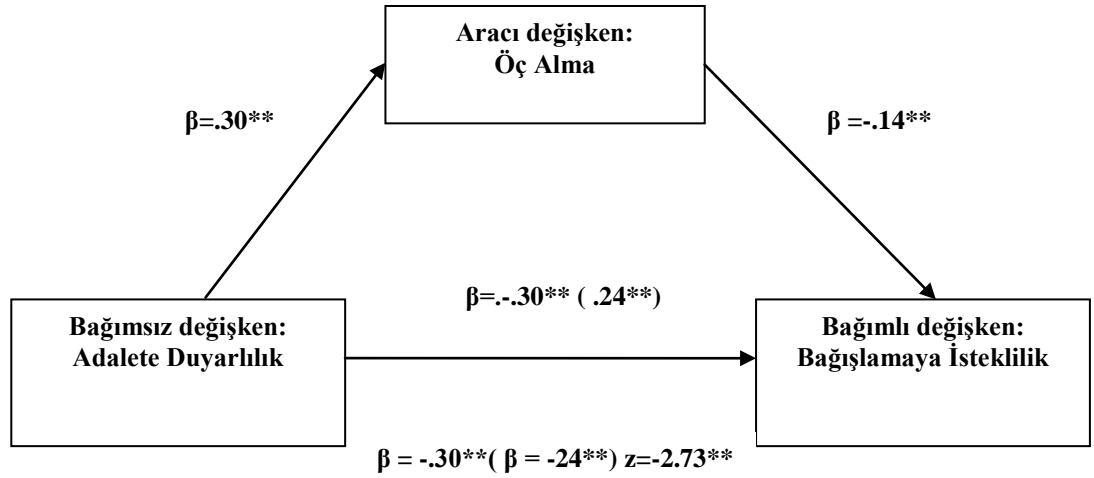 Aracı değişken:
Öç Alma
β=.30**
β =-.14**
β=.-.30** ( .24**)
Bağımsız değişken:
Adalete Duyarlılık
Bağımlı değişken:
Bağışlamaya İsteklilik
β = -.30**( β = -24**) z=-2.73**